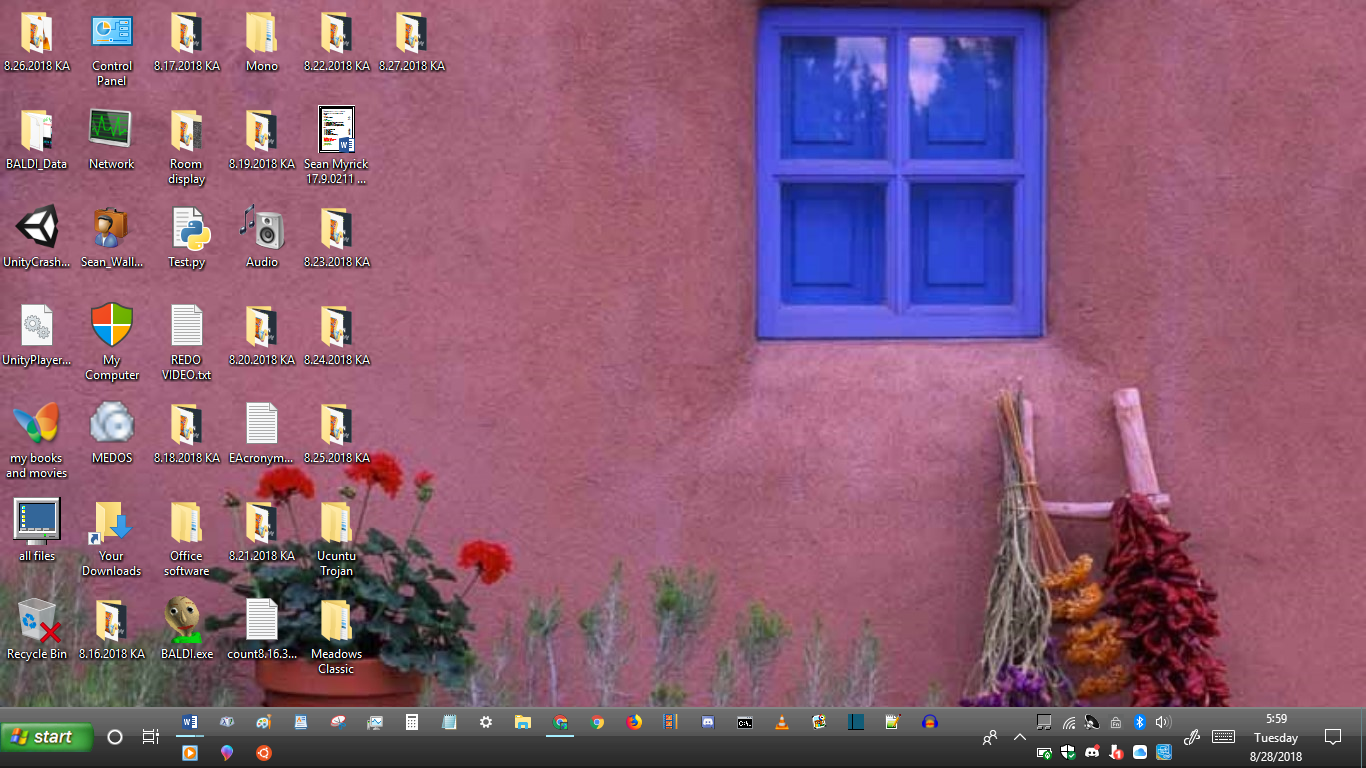 8.26.2018 KA
Control
Panel
8.17.2018 KA
Mono
8.22.2018 KA
8.27.2018 KA
BALDI_Data
Network
Room
display
8.19.2018 KA
Sean Myrick
17.9.0211 ...
UnityCrash...
Sean_Wall...
Test.py
Audio
8.23.2018 KA
UnityPlayer...
My
Computer
REDO
VIDEO.txt
8.20.2018 KA
8.24.2018 KA
my books
and movies
MEDOS
8.18.2018 KA
EAcronym...
8.25.2018 KA
all files
Your
Downloads
Office
software
8.21.2018 KA
Ucuntu
Trojan
Recycle Bin
8.16.2018 KA
BALDI.exe
count8.16.3...
Meadows
Classic
start
5:59
Tuesday
8/28/2018